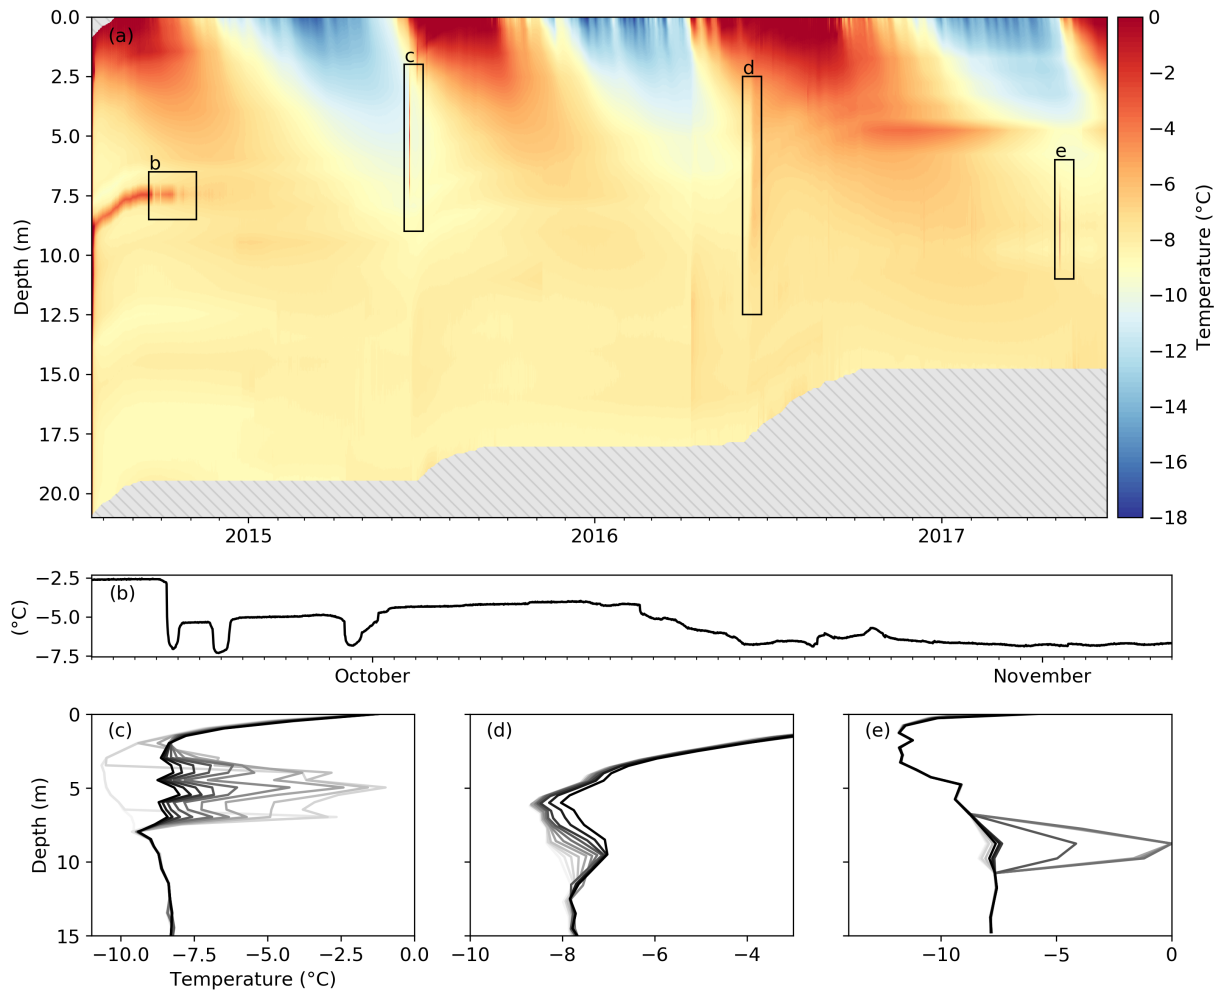 0.0
2.5
5.0
7.5
10.0
12.5
15.0
17.5
20.0
Depth (m)
(a)
b
c
d
e
2015
2016
2017
0
−2
−4
−6
−8
−10
−12
−14
−16
−18
Temperature (°C)
−2.5
−5.0
−7.5
(°C)
(b)
October
November
0
5
10
15
Depth (m)
(c)
−10.0
−7.5
−5.0
−2.5
0.0
Temperature (°C)
(d)
−10
−8
−6
−4
(e)
−10
−5
0